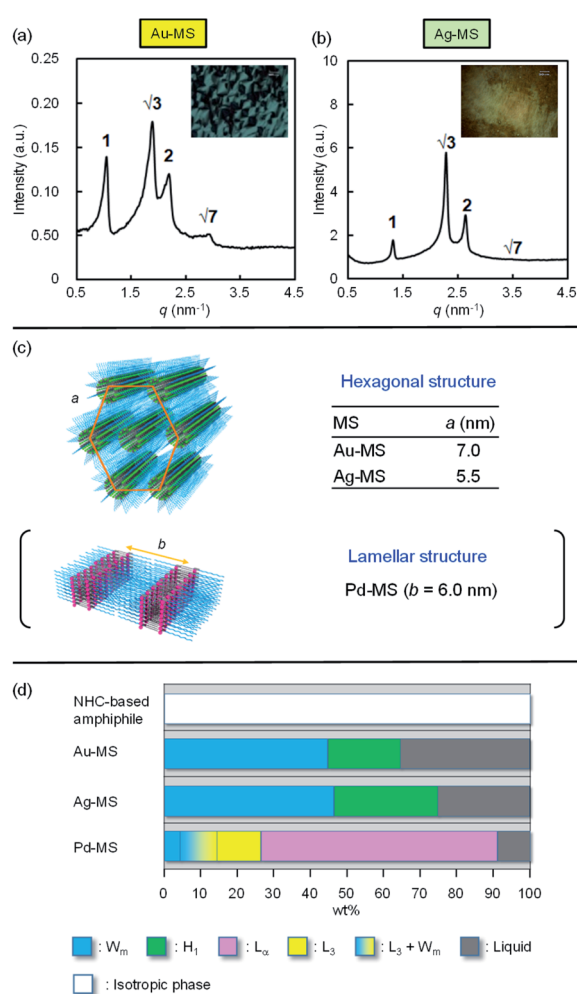 (a)
Au-MS
0.25
0.20
0.15
0.10
0.50
0
Intensity (a.u.)
1
√3
2
√7
0.5 1.5 2.5 3.5 4.5
q (nm⁻¹)
(b)
Ag-MS
10
8
6
4
2
0
Intensity (a.u.)
1
√3
2
√7
0.5 1.5 2.5 3.5 4.5
q (nm⁻¹)
(c)
a
Hexagonal structure
MS a (nm)
Au-MS 7.0
Ag-MS 5.5
b
Lamellar structure
Pd-MS (b = 6.0 nm)
(d)
NHC-based
amphiphile
Au-MS
Ag-MS
Pd-MS
0 10 20 30 40 50 60 70 80 90 100
wt%
: Wₘ : H₁ : Lα : L₃ : L₃ + Wₘ : Liquid
: Isotropic phase